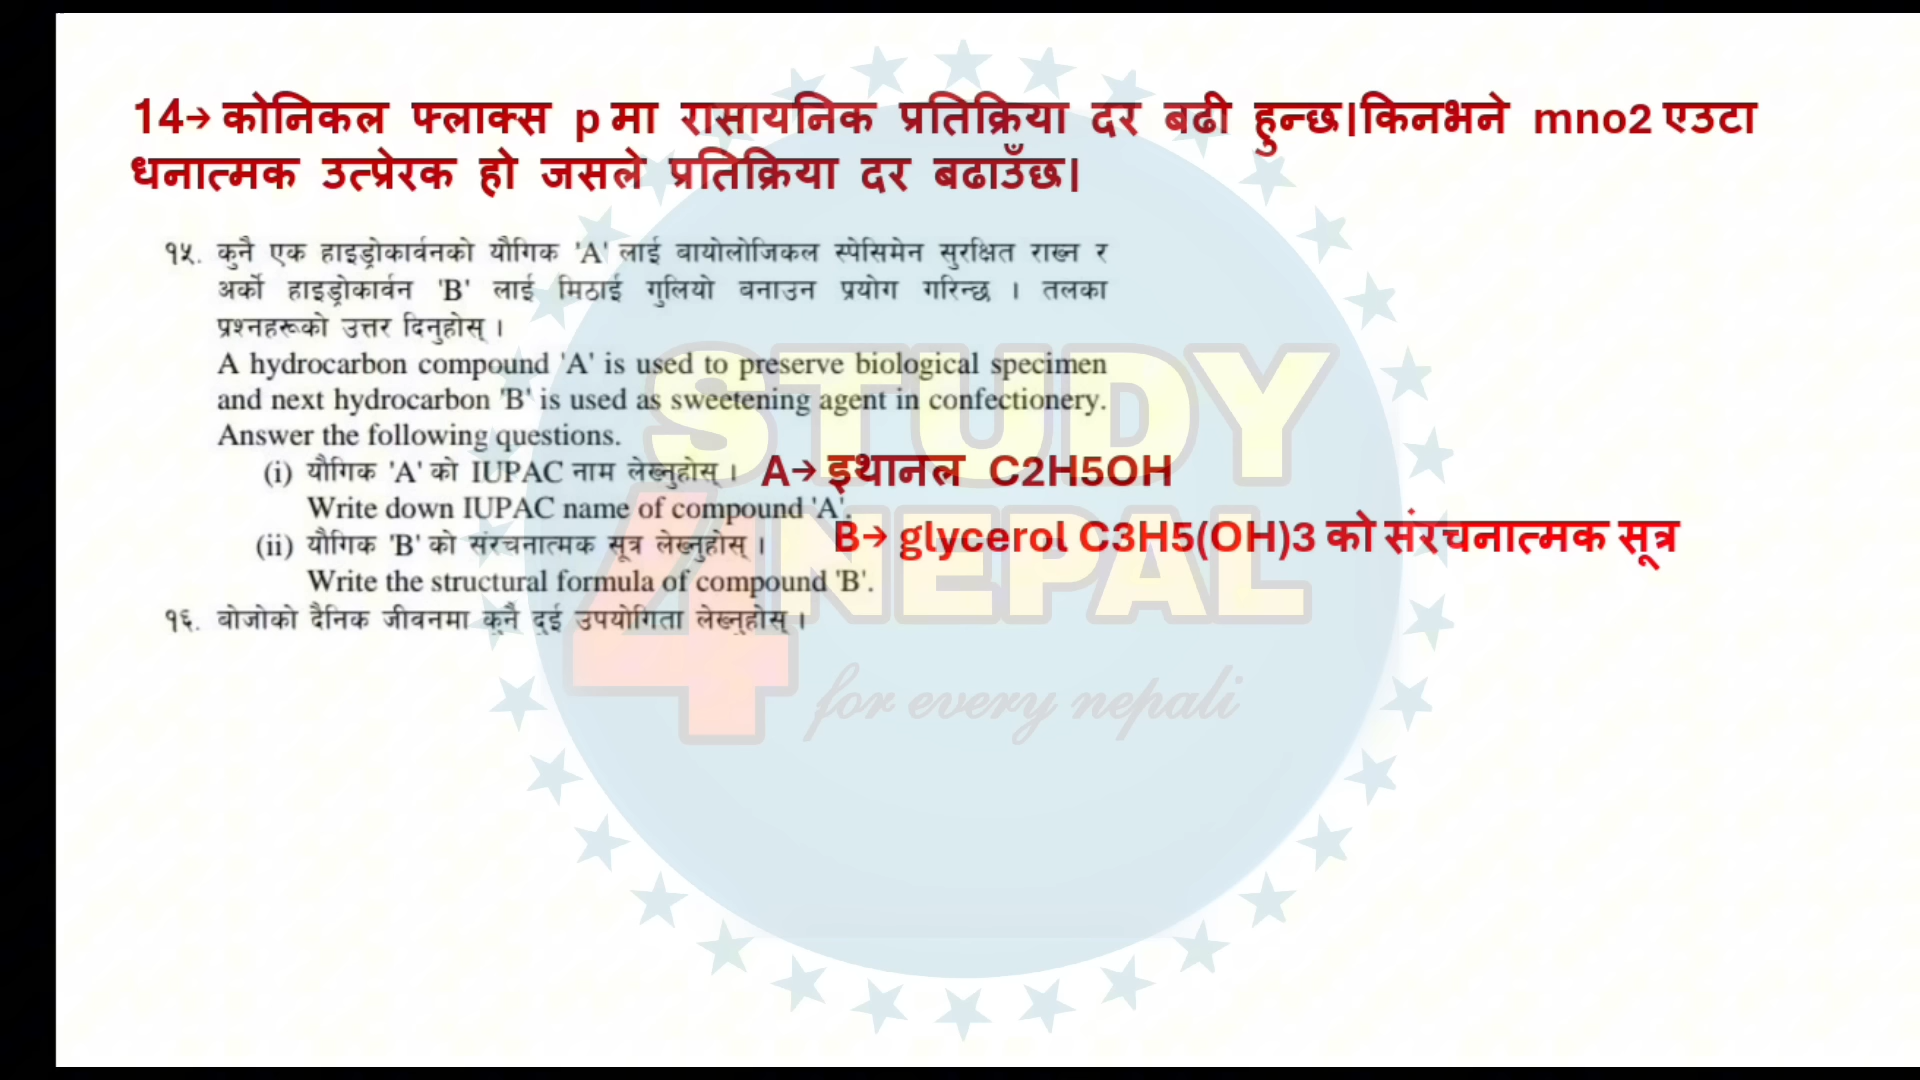 14→ कोनिकल फ्लाक्स p मा रासायनिक प्रतिक्रिया दर बढी हुन्छ।किनभने mno2 एउटा
धनात्मक उत्प्रेरक हो जसले प्रतिक्रिया दर बढाउँछ।
१५. कुनै एक हाइड्रोकार्वनको यौगिक 'A' लाई बायोलोजिकल स्पेसिमेन सुरक्षित राख्न र
अर्को हाइड्रोकार्वन 'B' लाई मिठाई गुलियो बनाउन प्रयोग गरिन्छ । तलका
प्रश्नहरूको उत्तर दिनुहोस् ।
A hydrocarbon compound 'A' is used to preserve biological specimen
and next hydrocarbon 'B' is used as sweetening agent in confectionery.
Answer the following questions.
(i) यौगिक 'A' को IUPAC नाम लेख्नुहोस् । A→ इथानल C2H5OH
Write down IUPAC name of compound 'A'.
(ii) यौगिक 'B' को संरचनात्मक सूत्र लेख्नुहोस् । B→ glycerol C3H5(OH)3 को संरचनात्मक सूत्र
Write the structural formula of compound 'B'.
१६. बोजोको दैनिक जीवनमा कुनै दुई उपयोगिता लेख्नुहोस् ।
STUDY
4 NEPAL
for every nepali